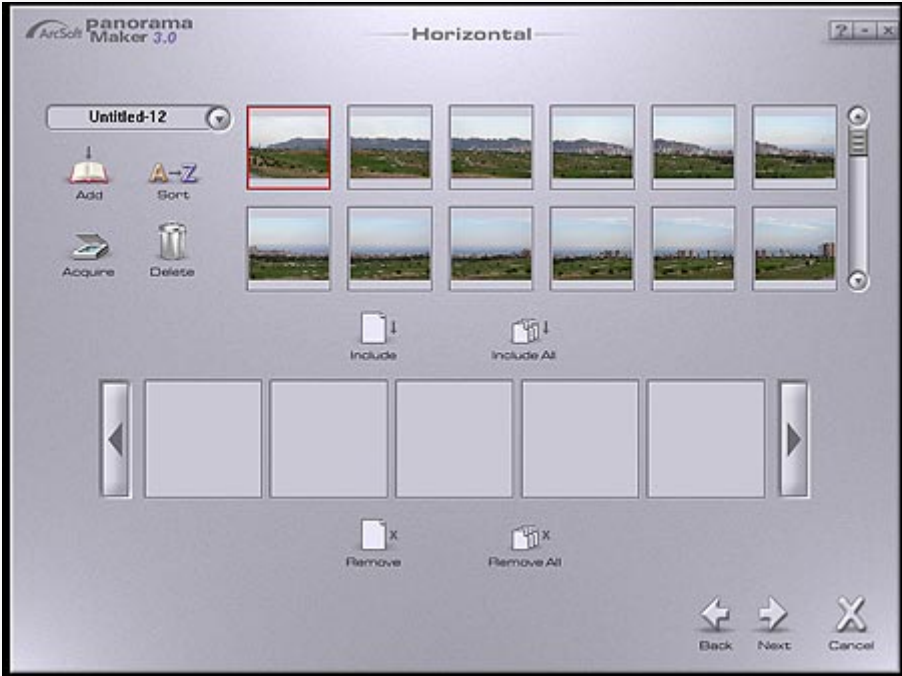 ArcSoft Panorama Maker 3.0
Horizontal
? - x
Untitled-12
Add
A-Z
Sort
Acquire
Delete
Include
Include All
Remove
Remove All
Back
Next
Cancel